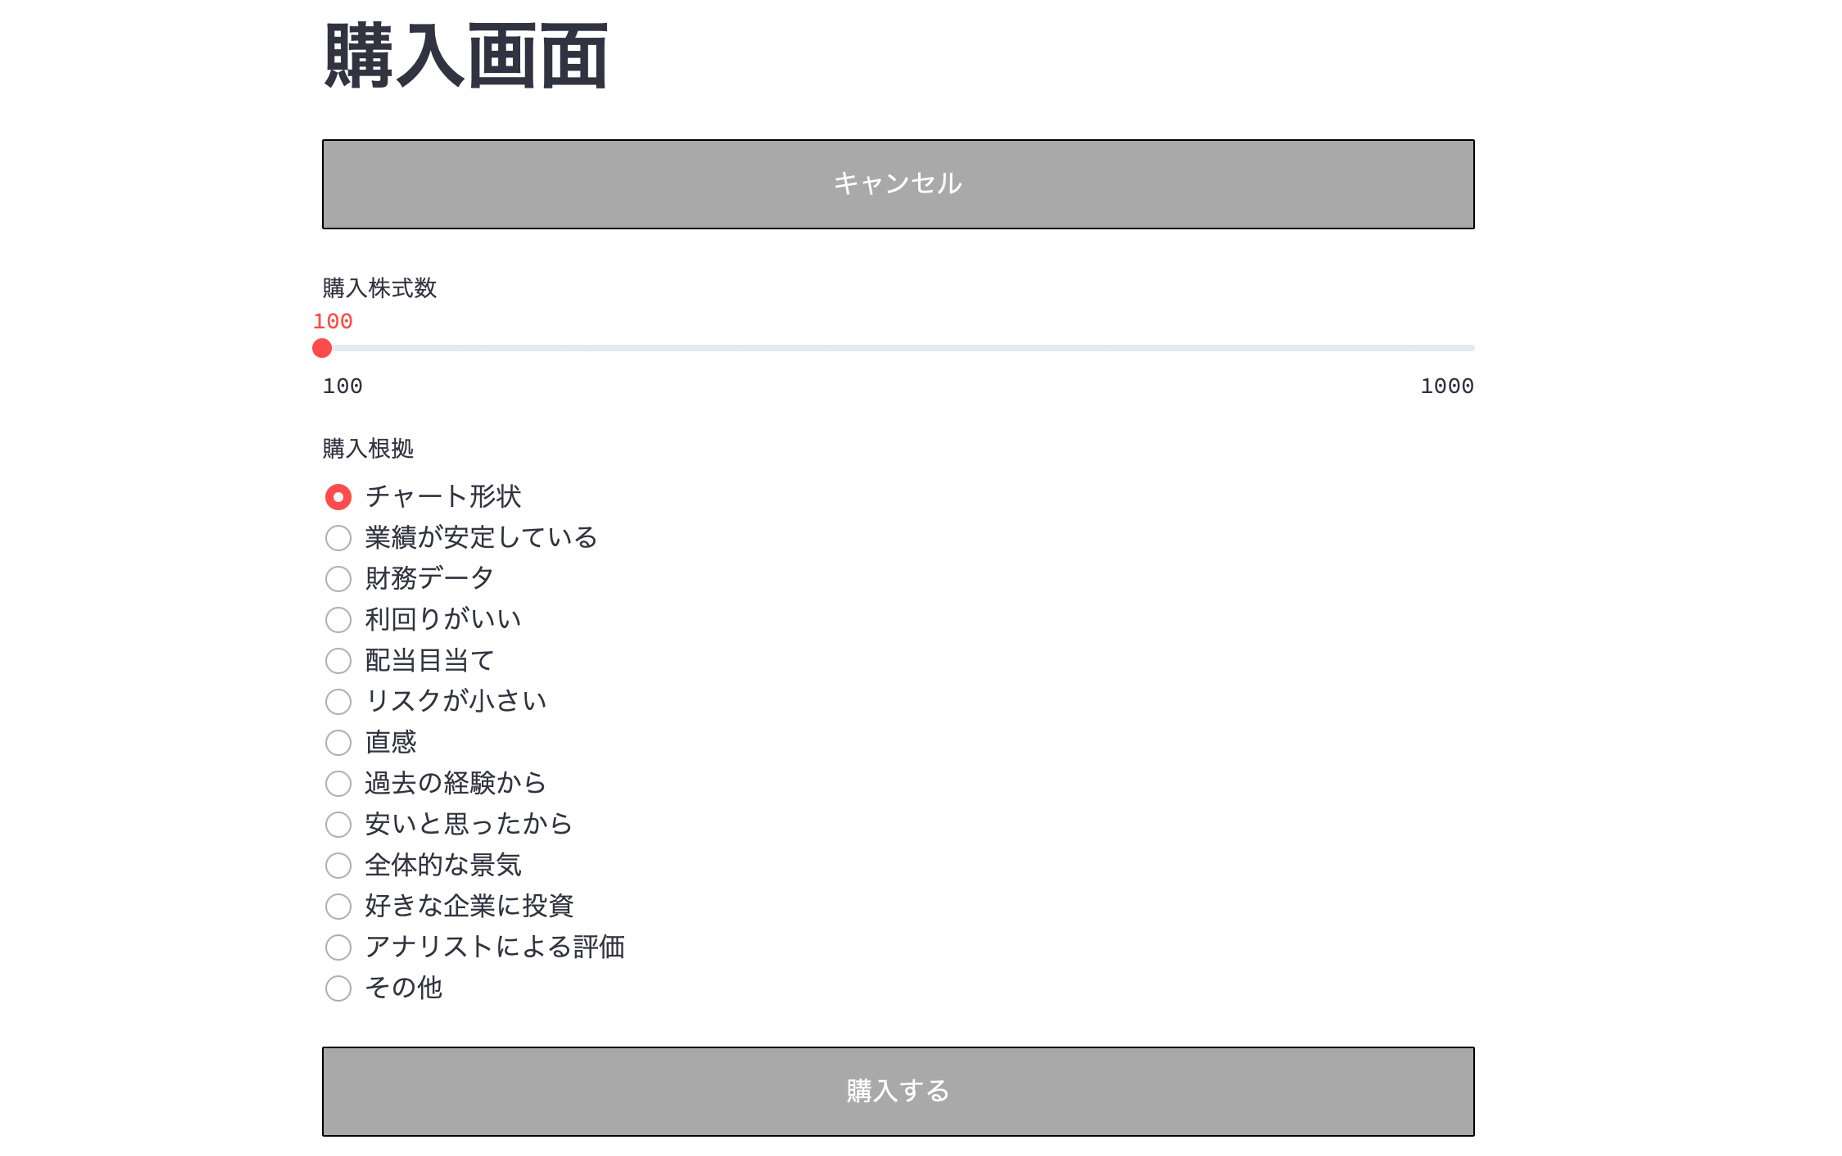 購入画面
キャンセル
購入株式数
100
100 1000
購入根拠
チャート形状
業績が安定している
財務データ
利回りがいい
配当目当て
リスクが小さい
直感
過去の経験から
安いと思ったから
全体的な景気
好きな企業に投資
アナリストによる評価
その他
購入する